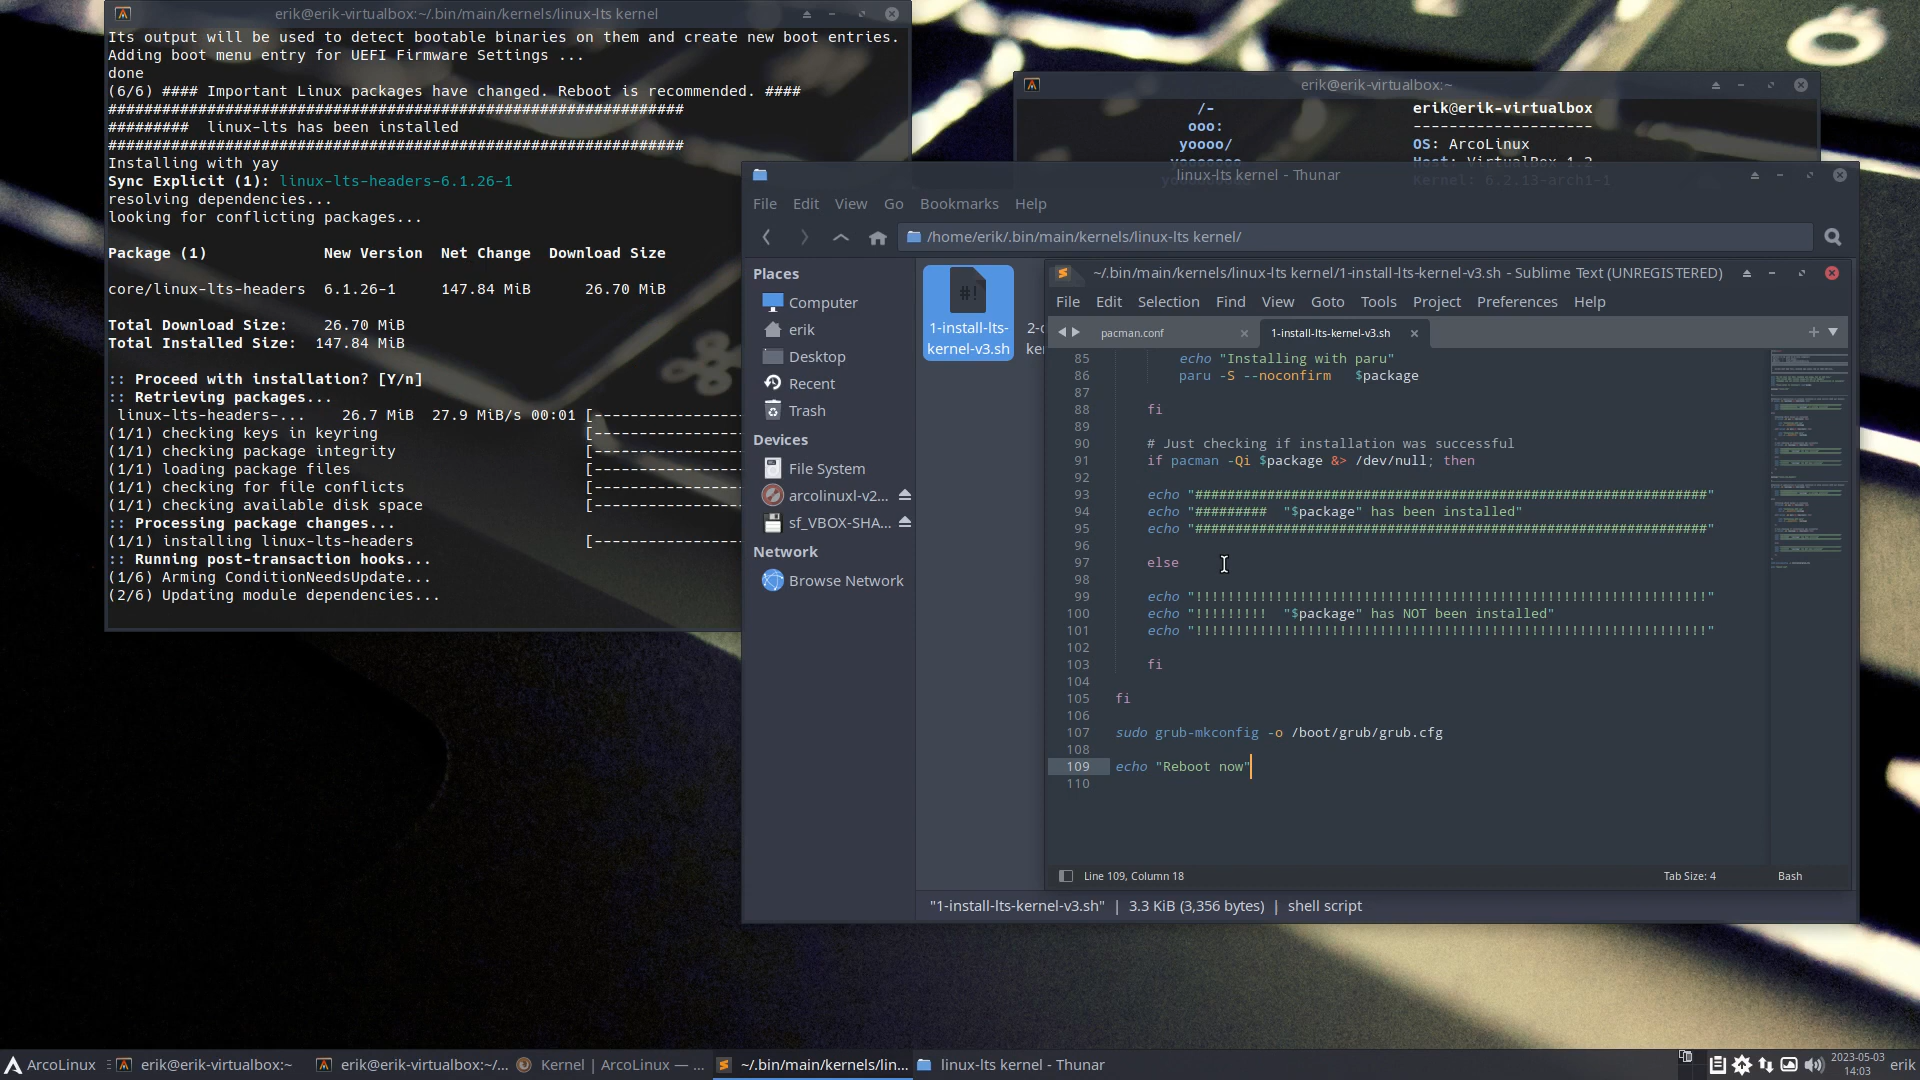 erik@erik-virtualbox:~/.bin/main/kernels/linux-lts kernel
Its output will be used to detect bootable binaries on them and create new boot entries.
Adding boot menu entry for UEFI Firmware Settings ...
done
(6/6) #### Important Linux packages have changed. Reboot is recommended. ####
################################################################
#########  linux-lts has been installed
################################################################
Installing with yay
Sync Explicit (1): linux-lts-headers-6.1.26-1
resolving dependencies...
looking for conflicting packages...
Package (1)             New Version  Net Change  Download Size
core/linux-lts-headers  6.1.26-1     147.84 MiB      26.70 MiB
Total Download Size:    26.70 MiB
Total Installed Size:  147.84 MiB
:: Proceed with installation? [Y/n]
:: Retrieving packages...
linux-lts-headers-...    26.7 MiB  27.9 MiB/s 00:01 [-----------------
(1/1) checking keys in keyring                       [-----------------
(1/1) checking package integrity                     [-----------------
(1/1) loading package files                          [-----------------
(1/1) checking for file conflicts                    [-----------------
(1/1) checking available disk space                  [-----------------
:: Processing package changes...
(1/1) installing linux-lts-headers                   [-----------------
:: Running post-transaction hooks...
(1/6) Arming ConditionNeedsUpdate...
(2/6) Updating module dependencies...
erik@erik-virtualbox:~
/-
ooo:
yoooo/
erik@erik-virtualbox
--------------------
OS: ArcoLinux
Host: VirtualBox 1.2
Kernel: 6.2.13-arch1-1
linux-lts kernel - Thunar
File Edit View Go Bookmarks Help
/home/erik/.bin/main/kernels/linux-lts kernel/
Places
Computer
erik
Desktop
Recent
Trash
Devices
File System
arcolinuxl-v2...
sf_VBOX-SHA...
Network
Browse Network
1-install-lts-
kernel-v3.sh
"1-install-lts-kernel-v3.sh" | 3.3 KiB (3,356 bytes) | shell script
~/.bin/main/kernels/linux-lts kernel/1-install-lts-kernel-v3.sh - Sublime Text (UNREGISTERED)
File Edit Selection Find View Goto Tools Project Preferences Help
pacman.conf
1-install-lts-kernel-v3.sh
85 echo "Installing with paru"
86 paru -S --noconfirm   $package
87
88 fi
89
90 # Just checking if installation was successful
91 if pacman -Qi $package &> /dev/null; then
92
93 echo "################################################################"
94 echo "#########  "$package" has been installed"
95 echo "################################################################"
96
97 else
98
99 echo "!!!!!!!!!!!!!!!!!!!!!!!!!!!!!!!!!!!!!!!!!!!!!!!!!!!!!!!!!!!!!!!!"
100 echo "!!!!!!!!!  "$package" has NOT been installed"
101 echo "!!!!!!!!!!!!!!!!!!!!!!!!!!!!!!!!!!!!!!!!!!!!!!!!!!!!!!!!!!!!!!!!"
102
103 fi
104
105 fi
106
107 sudo grub-mkconfig -o /boot/grub/grub.cfg
108
109 echo "Reboot now"
110
Line 109, Column 18
Tab Size: 4
Bash
ArcoLinux
erik@erik-virtualbox:~
erik@erik-virtualbox:~/...
Kernel | ArcoLinux — ...
~/.bin/main/kernels/lin...
linux-lts kernel - Thunar
2023-05-03
14:03
erik